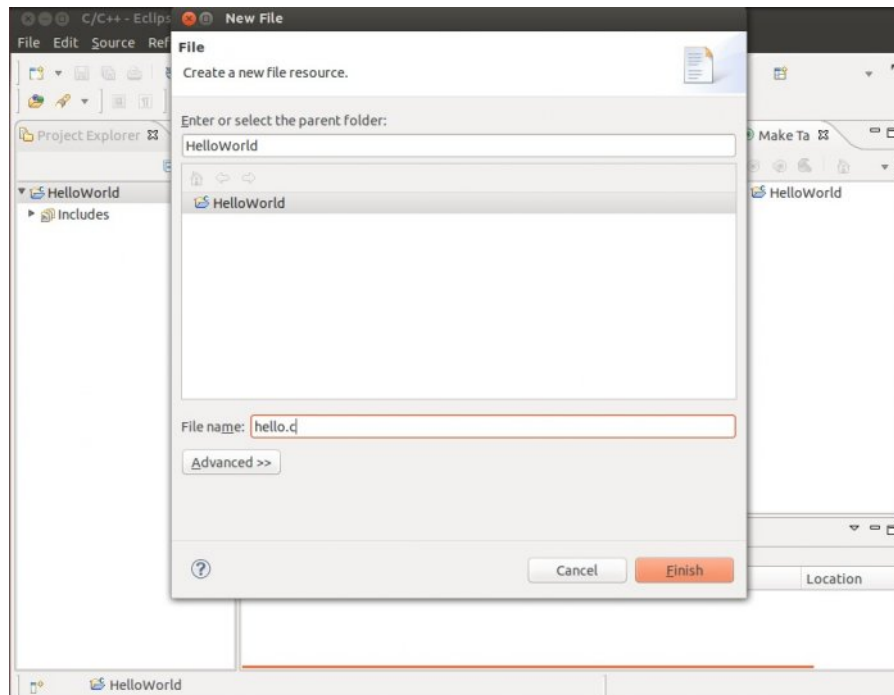 C/C++ - Eclips
New File
File Edit Source Ref
File
Create a new file resource.
Enter or select the parent folder:
HelloWorld
Project Explorer
Make Ta
HelloWorld
HelloWorld
HelloWorld
Includes
File name: hello.c
Advanced >>
?
Cancel
Finish
Location
HelloWorld